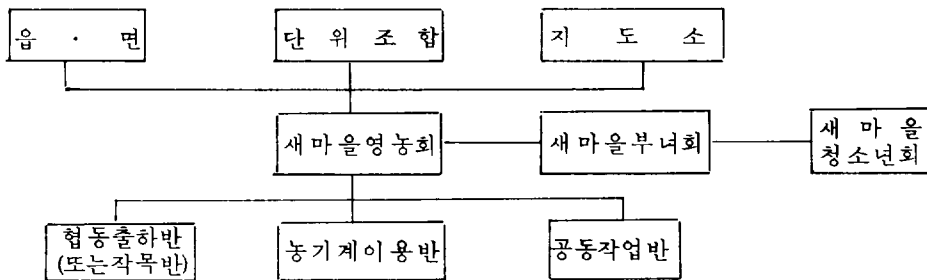 읍 · 면
단위조합
지도소
새마을영농회
새마을부녀회
새마을
청소년회
협동출하반
(또는작목반)
농기계이용반
공동작업반